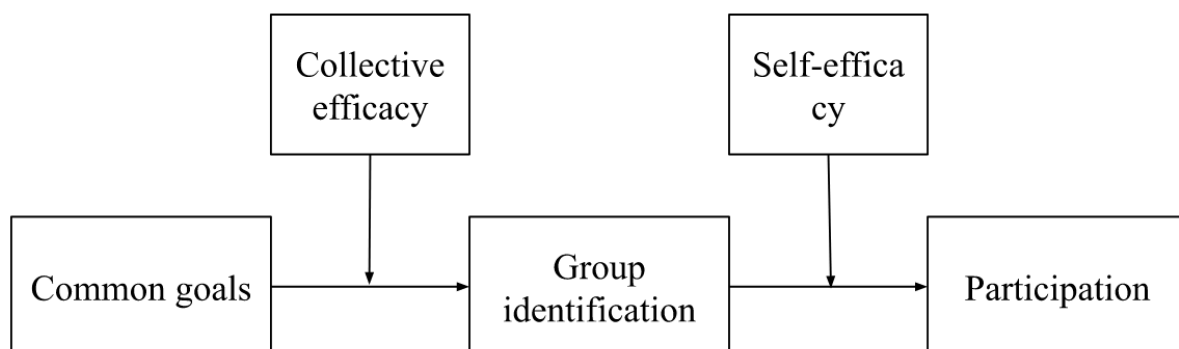 Collective
efficacy
Self-effica
cy
Common goals
Group
identification
Participation